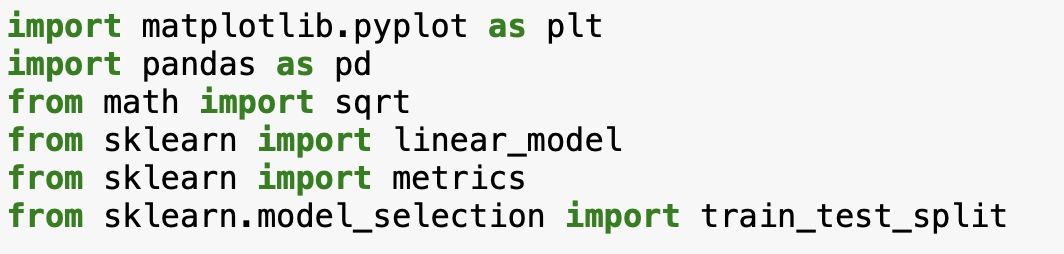 import matplotlib.pyplot as plt
import pandas as pd
from math import sqrt
from sklearn import linear_model
from sklearn import metrics
from sklearn.model_selection import train_test_split